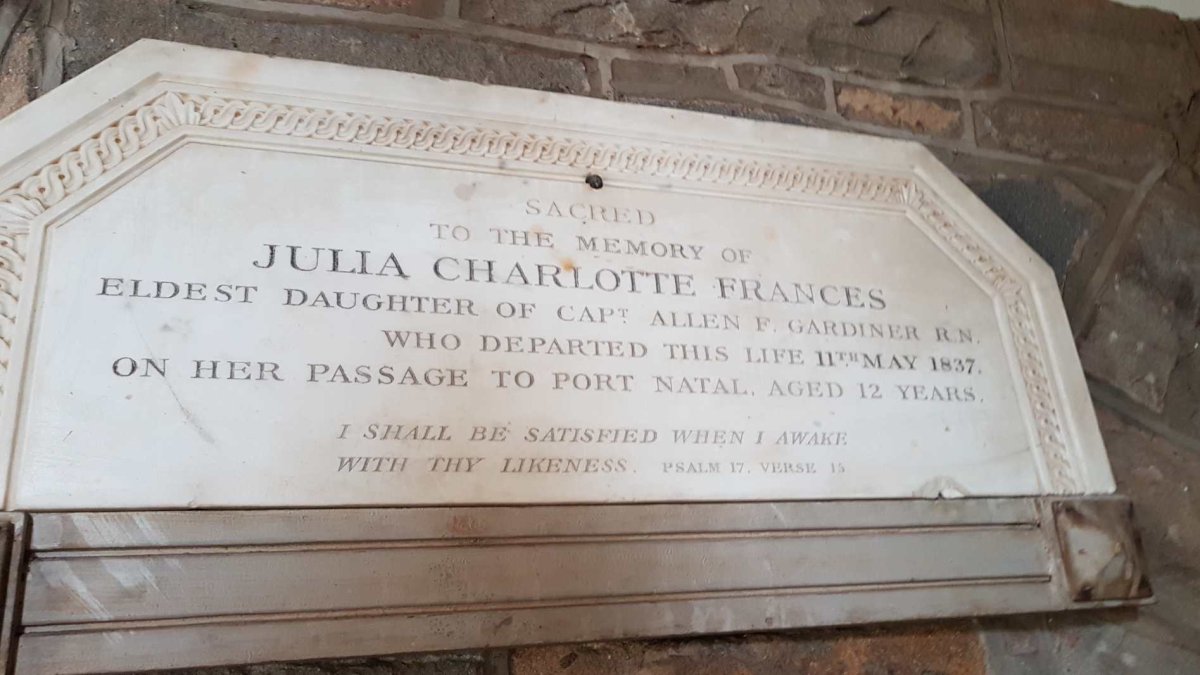 SACRED
TO THE MEMORY OF
JULIA CHARLOTTE FRANCES
ELDEST DAUGHTER OF CAPT. ALLEN F. GARDINER R.N.
WHO DEPARTED THIS LIFE 11TH MAY 1837.
ON HER PASSAGE TO PORT NATAL, AGED 12 YEARS.
I SHALL BE SATISFIED WHEN I AWAKE
WITH THY LIKENESS. PSALM 17. VERSE 15